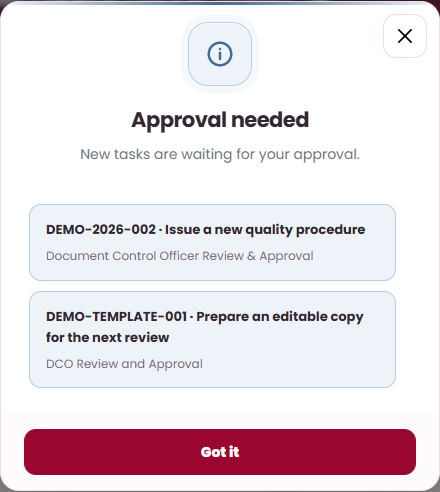 Approval needed
New tasks are waiting for your approval.
DEMO-2026-002 · Issue a new quality procedure
Document Control Officer Review & Approval
DEMO-TEMPLATE-001 · Prepare an editable copy
for the next review
DCO Review and Approval
Got it